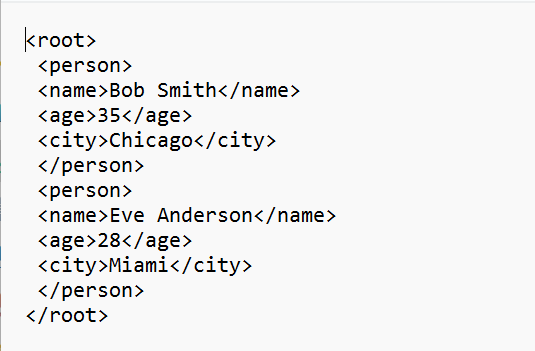 <root>
<person>
<name>Bob Smith</name>
<age>35</age>
<city>Chicago</city>
</person>
<person>
<name>Eve Anderson</name>
<age>28</age>
<city>Miami</city>
</person>
</root>